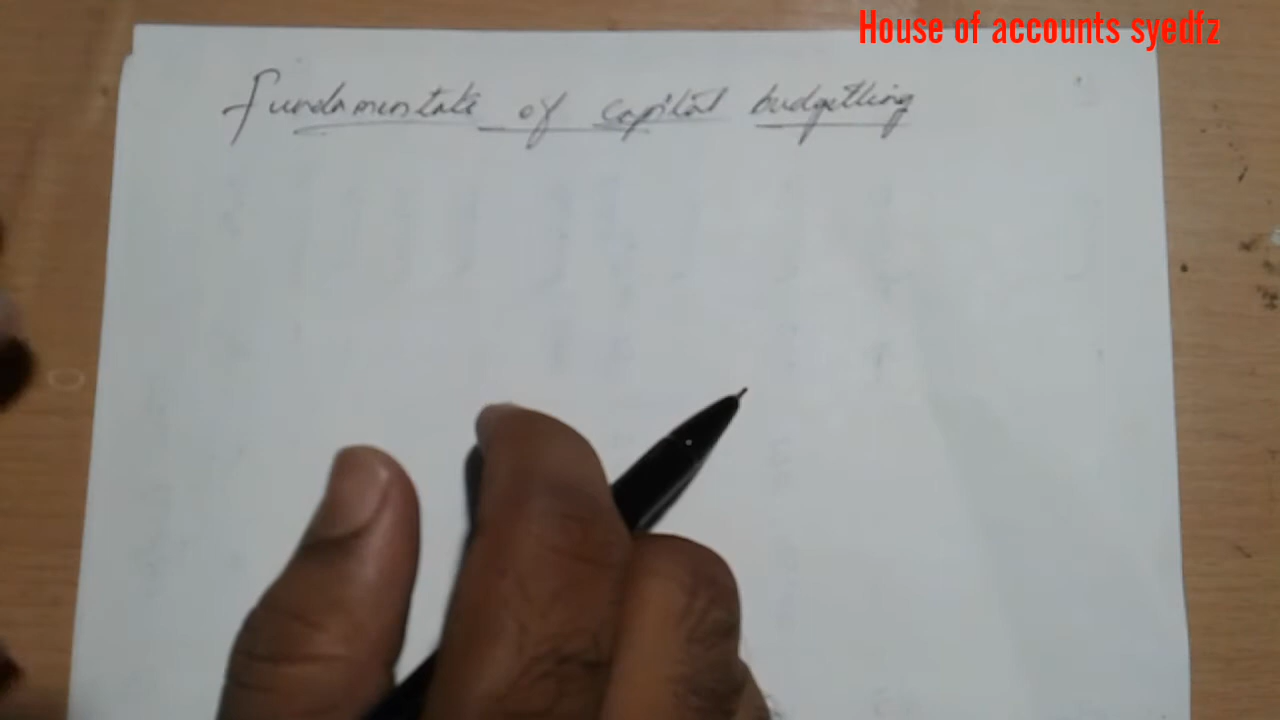 House of accounts syedfz
fundamentals of capital budgetting